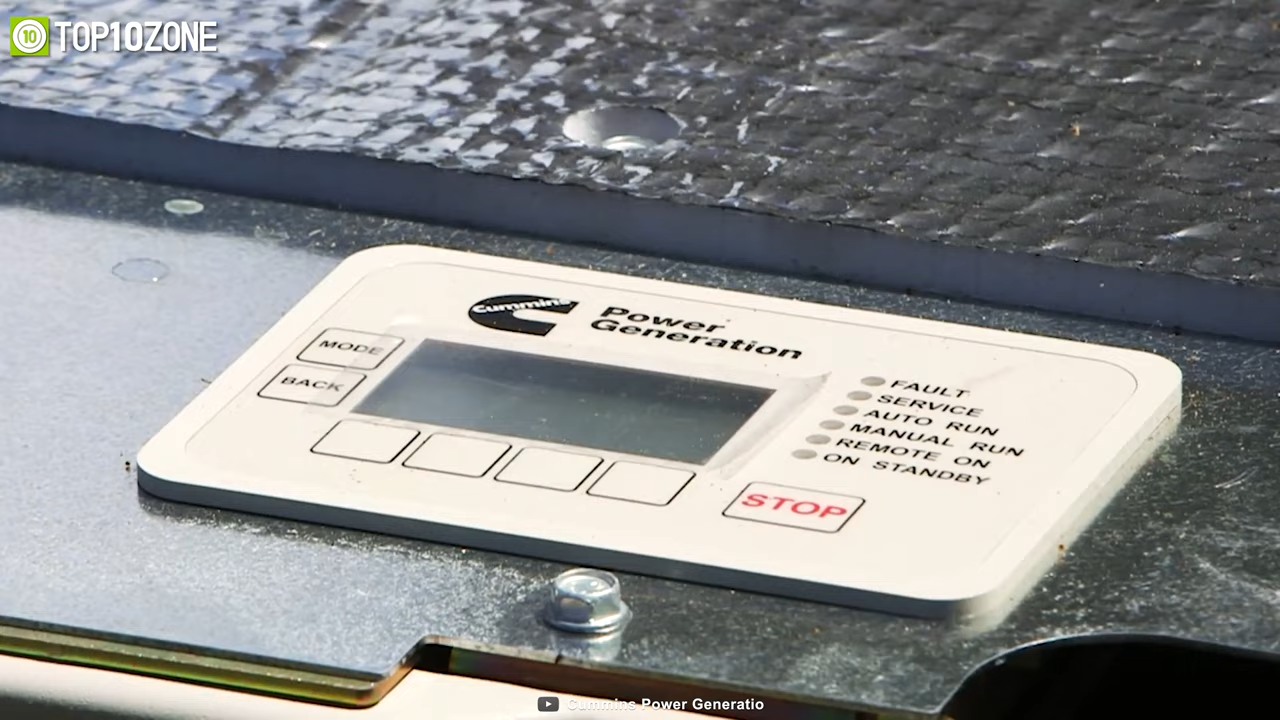 10 TOP10ZONE
Cummins
Power
Generation
MODE
BACK
FAULT
SERVICE
AUTO RUN
MANUAL RUN
REMOTE ON
ON STANDBY
STOP
Cummins Power Generatio